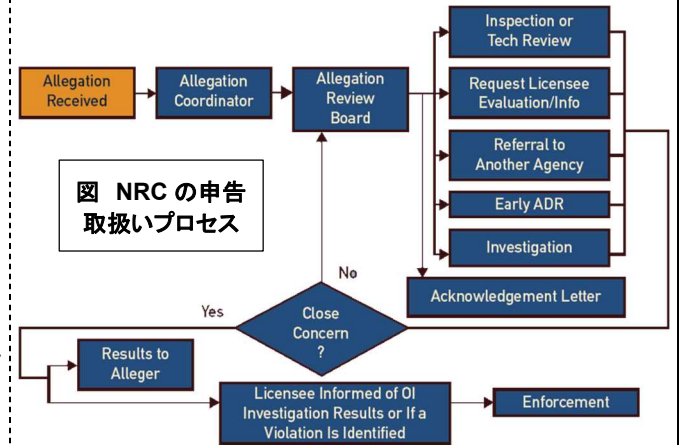 Allegation
Received
Allegation
Coordinator
Allegation
Review
Board
Inspection or
Tech Review
Request Licensee
Evaluation/Info
Referral to
Another Agency
Early ADR
Investigation
Acknowledgement Letter
図 NRC の申告
取扱いプロセス
No
Yes
Close
Concern
?
Results to
Alleger
Licensee Informed of OI
Investigation Results or If a
Violation Is Identified
Enforcement